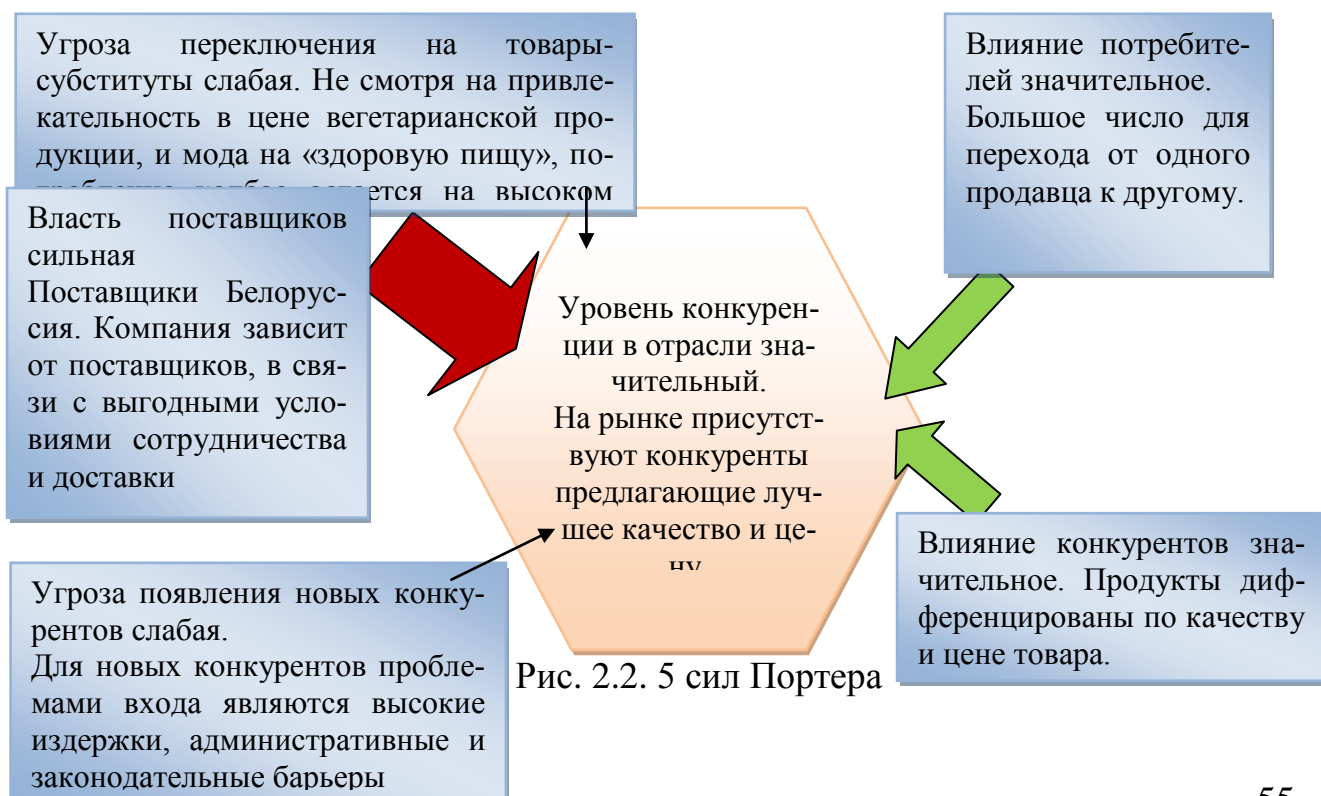 Угроза переключения на товары-
субституты слабая. Не смотря на привле-
кательность в цене вегетарианской про-
дукции, и мода на «здоровую пищу», по-
на высоком
Власть поставщиков
сильная
Поставщики Белорус-
сия. Компания зависит
от поставщиков, в свя-
зи с выгодными усло-
виями сотрудничества
и доставки
Угроза появления новых конку-
рентов слабая.
Для новых конкурентов пробле-
мами входа являются высокие
издержки, административные и
законодательные барьеры
Уровень конкурен-
ции в отрасли зна-
чительный.
На рынке присутст-
вуют конкуренты
предлагающие луч-
шее качество и це-
ну
Влияние потребите-
лей значительное.
Большое число для
перехода от одного
продавца к другому.
Влияние конкурентов зна-
чительное. Продукты диф-
ференцированы по качеству
и цене товара.
Рис. 2.2. 5 сил Портера